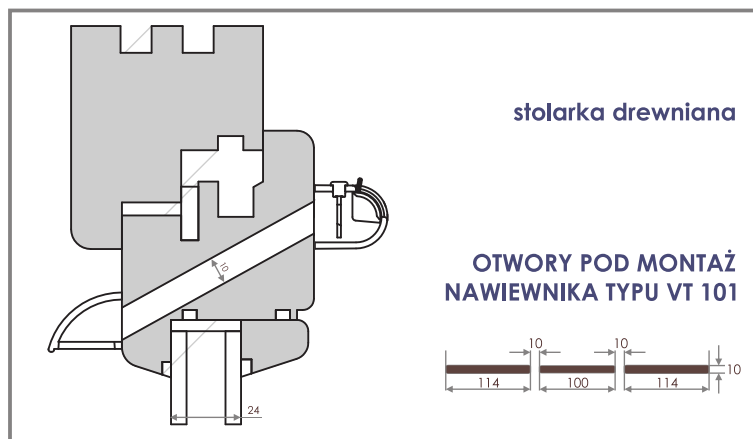 stolarka drewniana
10
OTWORY POD MONTAŻ
NAWIEWNIKA TYPU VT 101
10 10
10
114 100 114
24